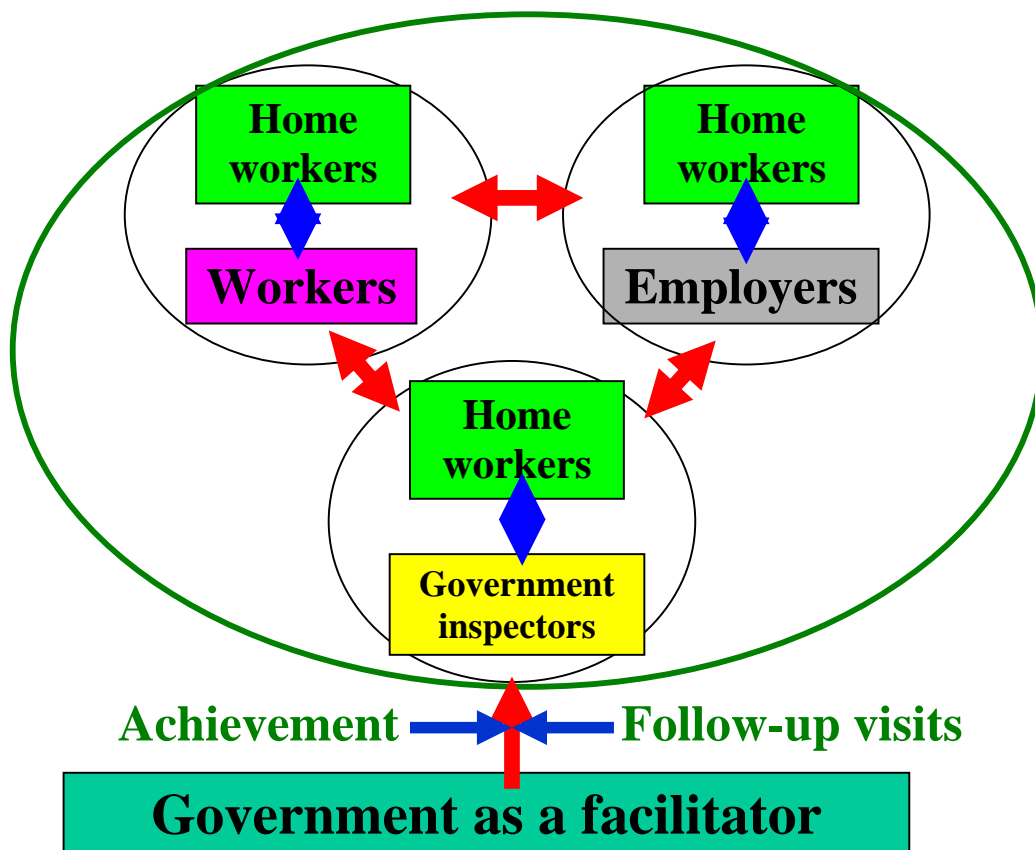 Home
workers
Workers
Home
workers
Employers
Home
workers
Government
inspectors
Achievement
Follow-up visits
Government as a facilitator